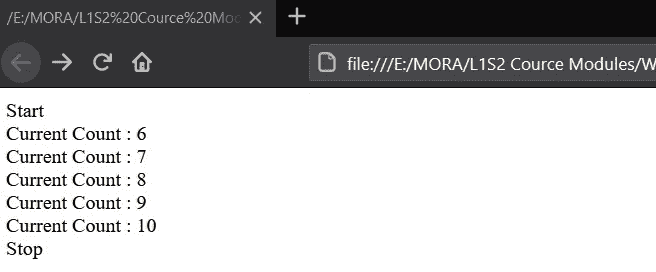 /E:/MORA/L1S2%20Cource%20Mod
file:///E:/MORA/L1S2 Cource Modules/W
Start
Current Count : 6
Current Count : 7
Current Count : 8
Current Count : 9
Current Count : 10
Stop